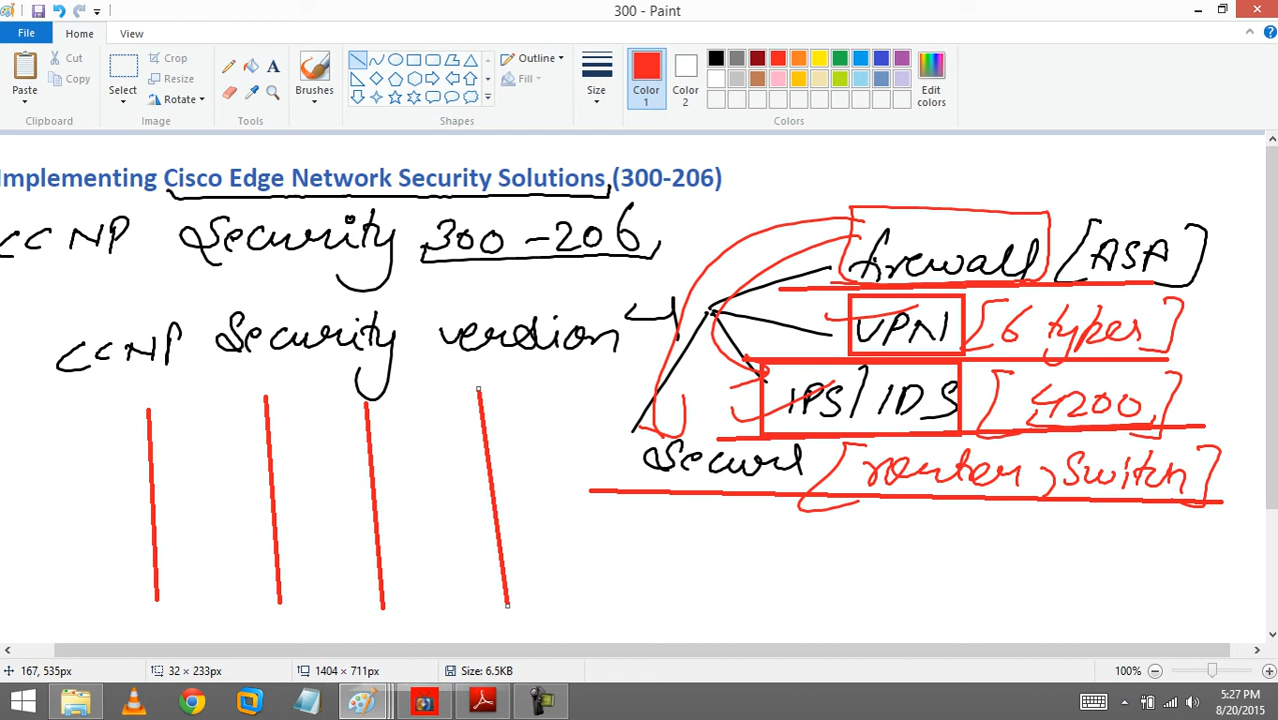 300 - Paint
File
Home
View
Paste
Cut
Copy
Clipboard
Select
Crop
Resize
Rotate
Image
A
Tools
Brushes
Outline
Fill
Shapes
Size
Color 1
Color 2
Edit colors
Colors
Implementing Cisco Edge Network Security Solutions (300-206)
CCNP Security 300-206
firewall [ASA]
VPN [6 types]
CCNP Security verdion 4
IPS/IDS [4200]
Securl [router, Switch]
167, 535px
32 × 233px
1404 × 711px
Size: 6.5KB
100%
5:27 PM
8/20/2015